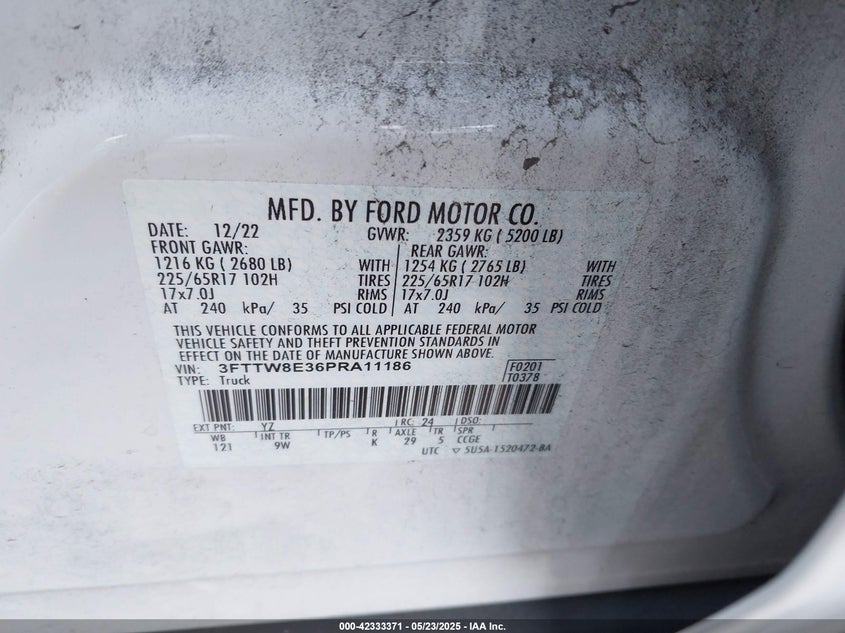 MFD. BY FORD MOTOR CO.
DATE: 12/22 GVWR: 2359 KG ( 5200 LB)
FRONT GAWR: REAR GAWR:
1216 KG ( 2680 LB) WITH 1254 KG ( 2765 LB) WITH
225/65R17 102H TIRES 225/65R17 102H TIRES
17x7.0J RIMS 17x7.0J RIMS
AT 240 kPa/ 35 PSI COLD AT 240 kPa/ 35 PSI COLD
THIS VEHICLE CONFORMS TO ALL APPLICABLE FEDERAL MOTOR
VEHICLE SAFETY AND THEFT PREVENTION STANDARDS IN
EFFECT ON THE DATE OF MANUFACTURE SHOWN ABOVE.
VIN: 3FTTW8E36PRA11186 F0201
TYPE: Truck T0378
EXT PNT: YZ RC: 24 DSO:
WB INT TR TP/PS R AXLE TR SPR
121 9W K 29 5 CCGE
UTC ▽ 5U5A-1520472-BA
000-42333371 - 05/23/2025 - IAA Inc.